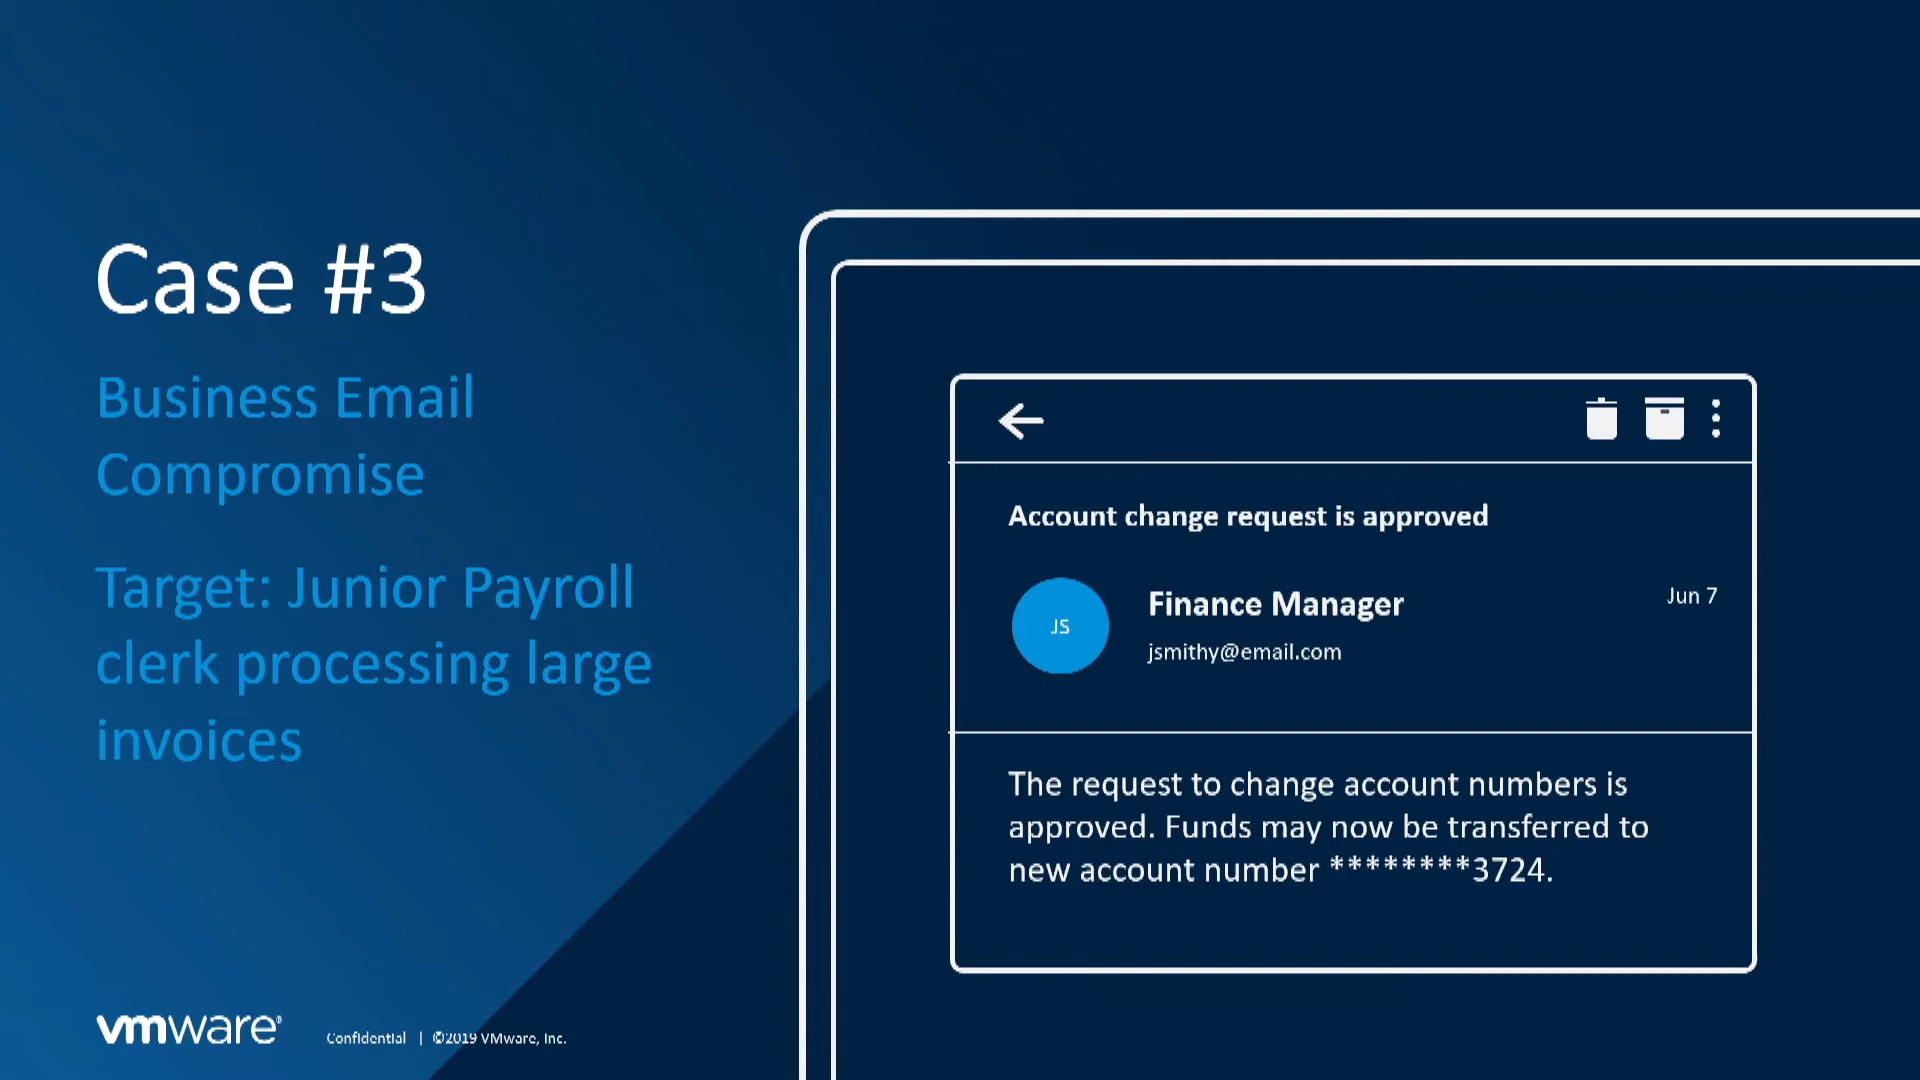 Case #3
Business Email
Compromise
Target: Junior Payroll
clerk processing large
invoices
Account change request is approved
JS
Finance Manager
Jun 7
jsmithy@email.com
The request to change account numbers is
approved. Funds may now be transferred to
new account number ********3724.
vmware®
Confidential | ©2019 VMware, Inc.